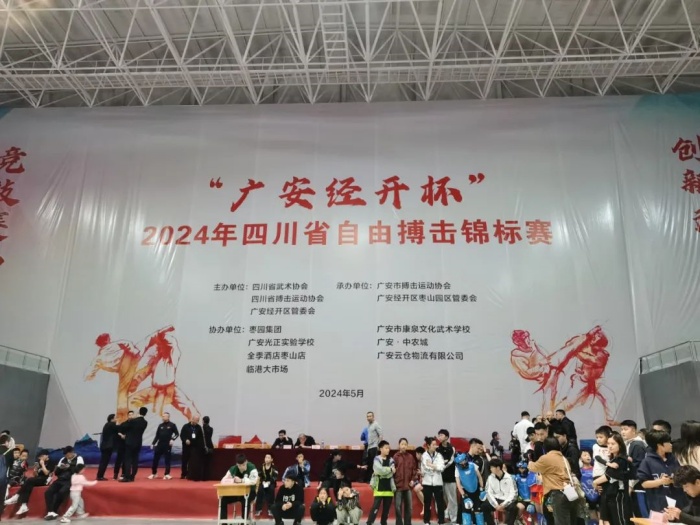 竞技
创新
“广安经开杯”
2024年四川省自由搏击锦标赛
主办单位：四川省武术协会
四川省搏击运动协会
广安经开区管委会
承办单位：广安市搏击运动协会
广安经开区枣山园区管委会
协办单位：枣园集团
广安光正实验学校
金季酒店枣山店
临港大市场
广安市康泉文化武术学校
广安·中农城
广安云仓物流有限公司
2024年5月